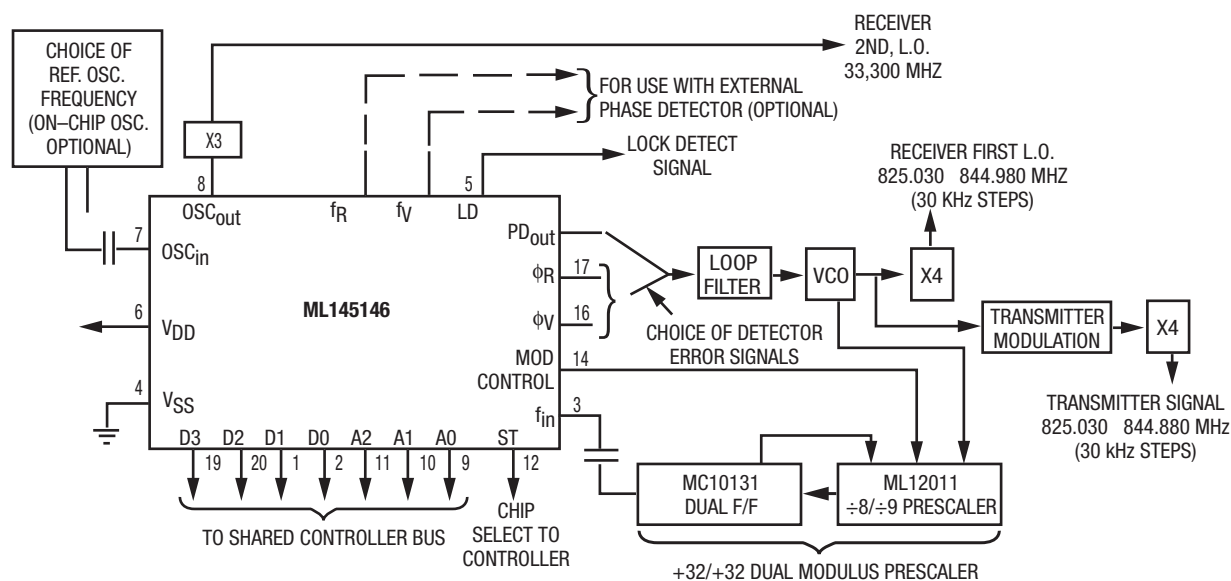 CHOICE OF
REF. OSC.
FREQUENCY
(ON–CHIP OSC.
OPTIONAL)
RECEIVER
2ND, L.O.
33,300 MHZ
FOR USE WITH EXTERNAL
PHASE DETECTOR (OPTIONAL)
X3
LOCK DETECT
SIGNAL
RECEIVER FIRST L.O.
825.030 844.980 MHZ
(30 KHz STEPS)
8
5
OSCout
fR
fV
LD
7
OSCin
PDout
ϕR
17
ϕV
16
LOOP
FILTER
VCO
X4
ML145146
CHOICE OF DETECTOR
ERROR SIGNALS
TRANSMITTER
MODULATION
X4
6
VDD
MOD
CONTROL
14
4
VSS
fin
3
TRANSMITTER SIGNAL
825.030 844.880 MHz
(30 kHz STEPS)
D3 D2 D1 D0 A2 A1 A0 ST
19 20 1 2 11 10 9 12
MC10131
DUAL F/F
ML12011
÷8/÷9 PRESCALER
TO SHARED CONTROLLER BUS
CHIP
SELECT TO
CONTROLLER
+32/+32 DUAL MODULUS PRESCALER